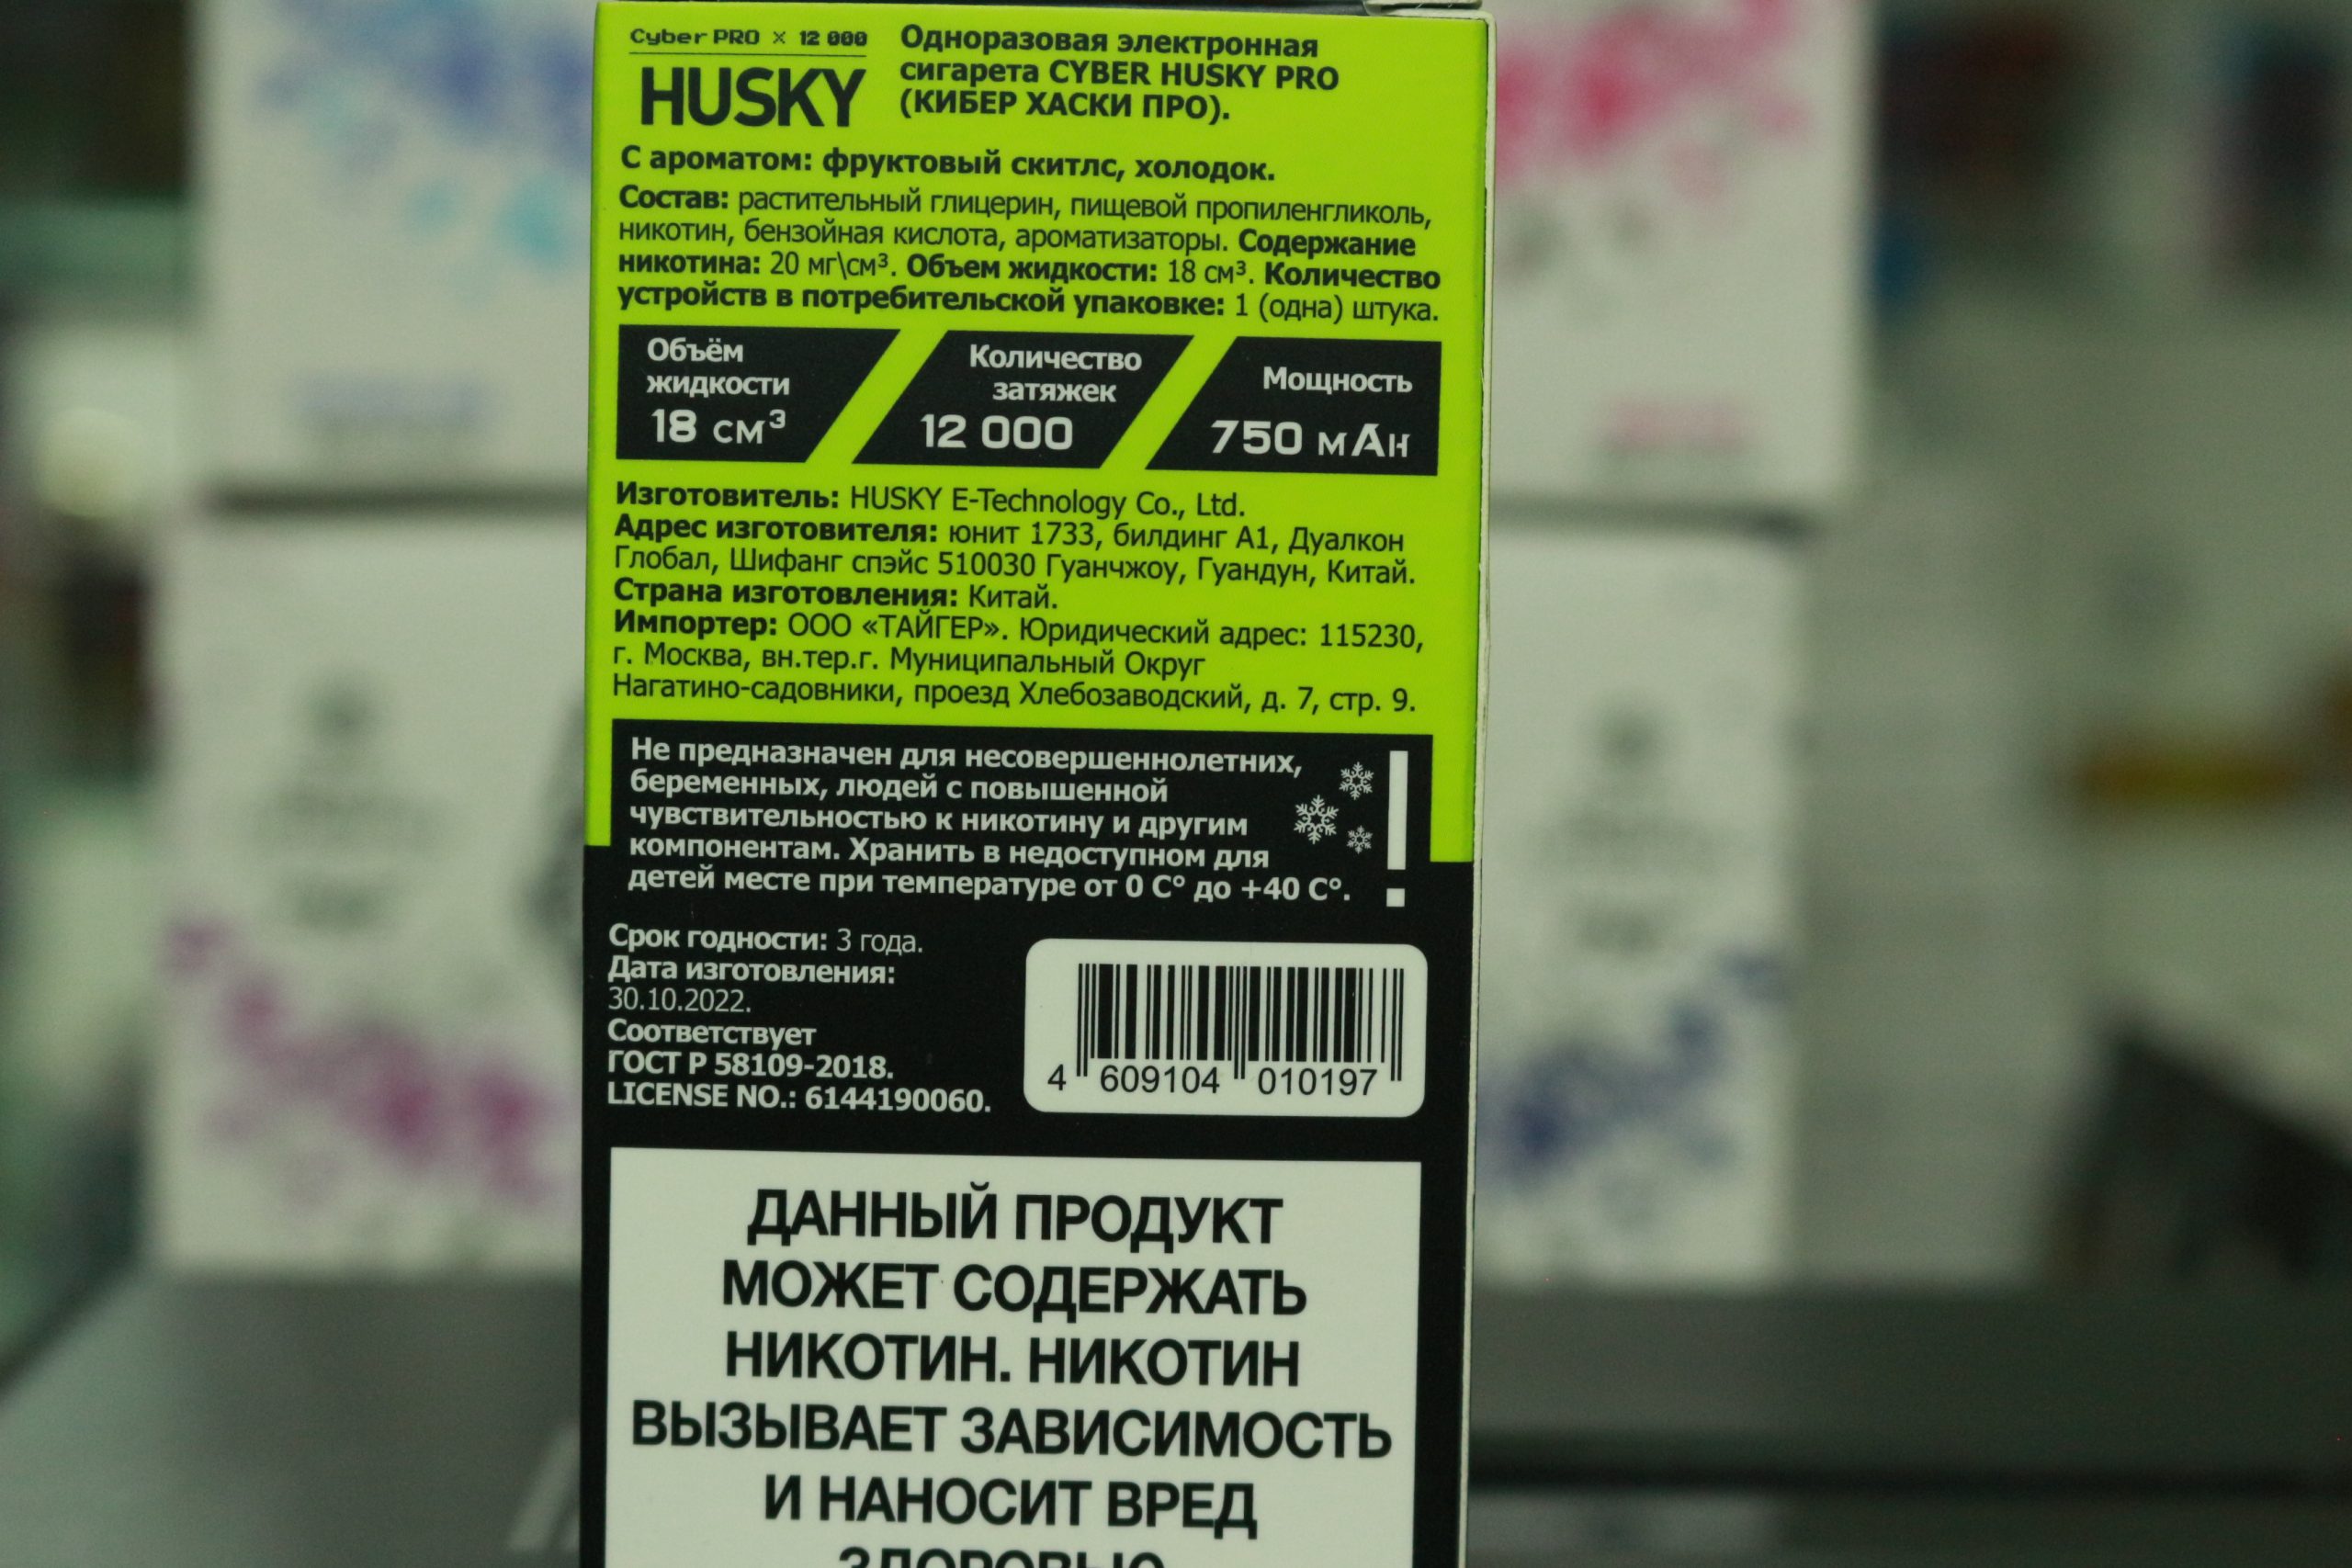 Cyber PRO × 12 000
HUSKY
Одноразовая электронная
сигарета CYBER HUSKY PRO
(КИБЕР ХАСКИ ПРО).
С ароматом: фруктовый скитлс, холодок.
Состав: растительный глицерин, пищевой пропиленгликоль,
никотин, бензойная кислота, ароматизаторы. Содержание
никотина: 20 мг\см³. Объем жидкости: 18 см³. Количество
устройств в потребительской упаковке: 1 (одна) штука.
Объём
жидкости
18 см³
Количество
затяжек
12 000
Мощность
750 мАн
Изготовитель: HUSKY E-Technology Co., Ltd.
Адрес изготовителя: юнит 1733, билдинг А1, Дуалкон
Глобал, Шифанг спэйс 510030 Гуанчжоу, Гуандун, Китай.
Страна изготовления: Китай.
Импортер: ООО «ТАЙГЕР». Юридический адрес: 115230,
г. Москва, вн.тер.г. Муниципальный Округ
Нагатино-садовники, проезд Хлебозаводский, д. 7, стр. 9.
Не предназначен для несовершеннолетних,
беременных, людей с повышенной
чувствительностью к никотину и другим
компонентам. Хранить в недоступном для
детей месте при температуре от 0 С° до +40 С°.
!
Срок годности: 3 года.
Дата изготовления:
30.10.2022.
Соответствует
ГОСТ Р 58109-2018.
LICENSE NO.: 6144190060.
4 609104 010197
ДАННЫЙ ПРОДУКТ
МОЖЕТ СОДЕРЖАТЬ
НИКОТИН. НИКОТИН
ВЫЗЫВАЕТ ЗАВИСИМОСТЬ
И НАНОСИТ ВРЕД
ЗДОРОВЬЮ